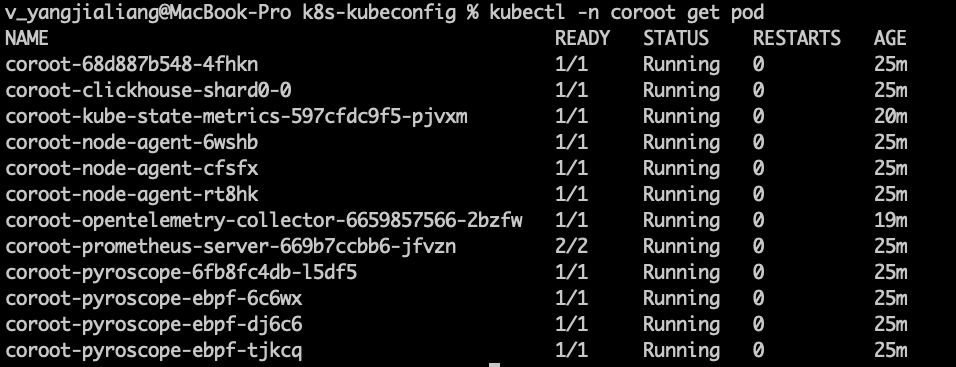 v_yangjialiang@MacBook-Pro k8s-kubeconfig % kubectl -n coroot get pod
NAME READY STATUS RESTARTS AGE
coroot-68d887b548-4fhkn 1/1 Running 0 25m
coroot-clickhouse-shard0-0 1/1 Running 0 25m
coroot-kube-state-metrics-597cfdc9f5-pjvxm 1/1 Running 0 20m
coroot-node-agent-6wshb 1/1 Running 0 25m
coroot-node-agent-cfsfx 1/1 Running 0 25m
coroot-node-agent-rt8hk 1/1 Running 0 25m
coroot-opentelemetry-collector-6659857566-2bzfw 1/1 Running 0 19m
coroot-prometheus-server-669b7ccbb6-jfvzn 2/2 Running 0 25m
coroot-pyroscope-6fb8fc4db-l5df5 1/1 Running 0 25m
coroot-pyroscope-ebpf-6c6wx 1/1 Running 0 25m
coroot-pyroscope-ebpf-dj6c6 1/1 Running 0 25m
coroot-pyroscope-ebpf-tjkcq 1/1 Running 0 25m